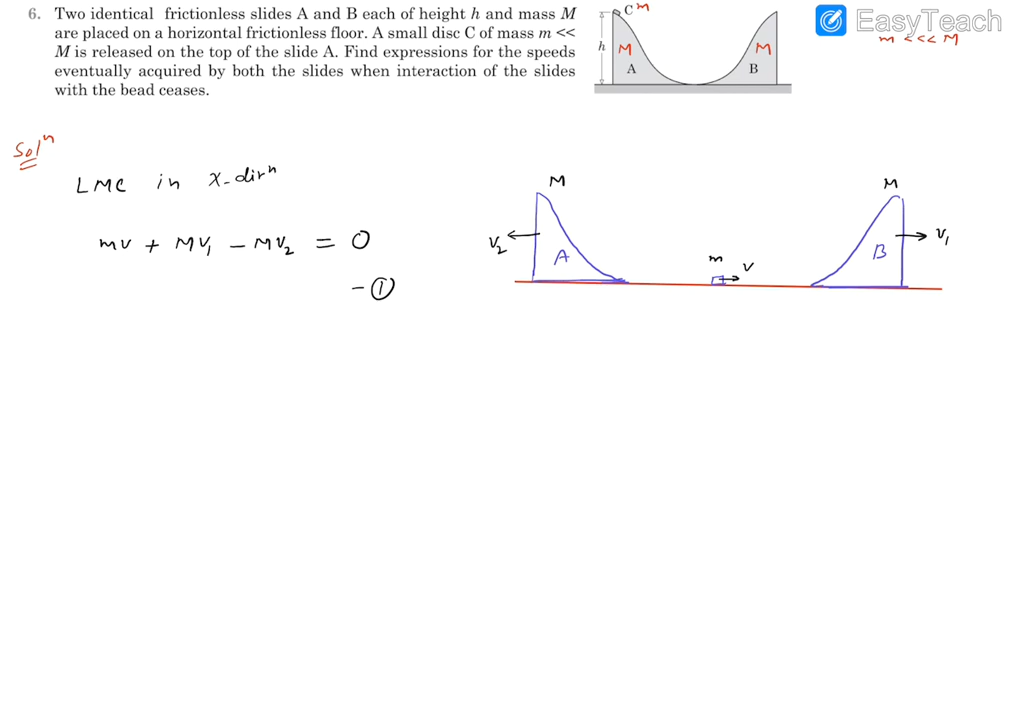 6. Two identical frictionless slides A and B each of height h and mass M
are placed on a horizontal frictionless floor. A small disc C of mass m <<
M is released on the top of the slide A. Find expressions for the speeds
eventually acquired by both the slides when interaction of the slides
with the bead ceases.
C m
h M M
A B
EasyTeach
m <<< M
Solⁿ
LMC in x-dirⁿ
mv + Mv₁ - Mv₂ = 0
- ①
M M
v₂ A m v B v₁